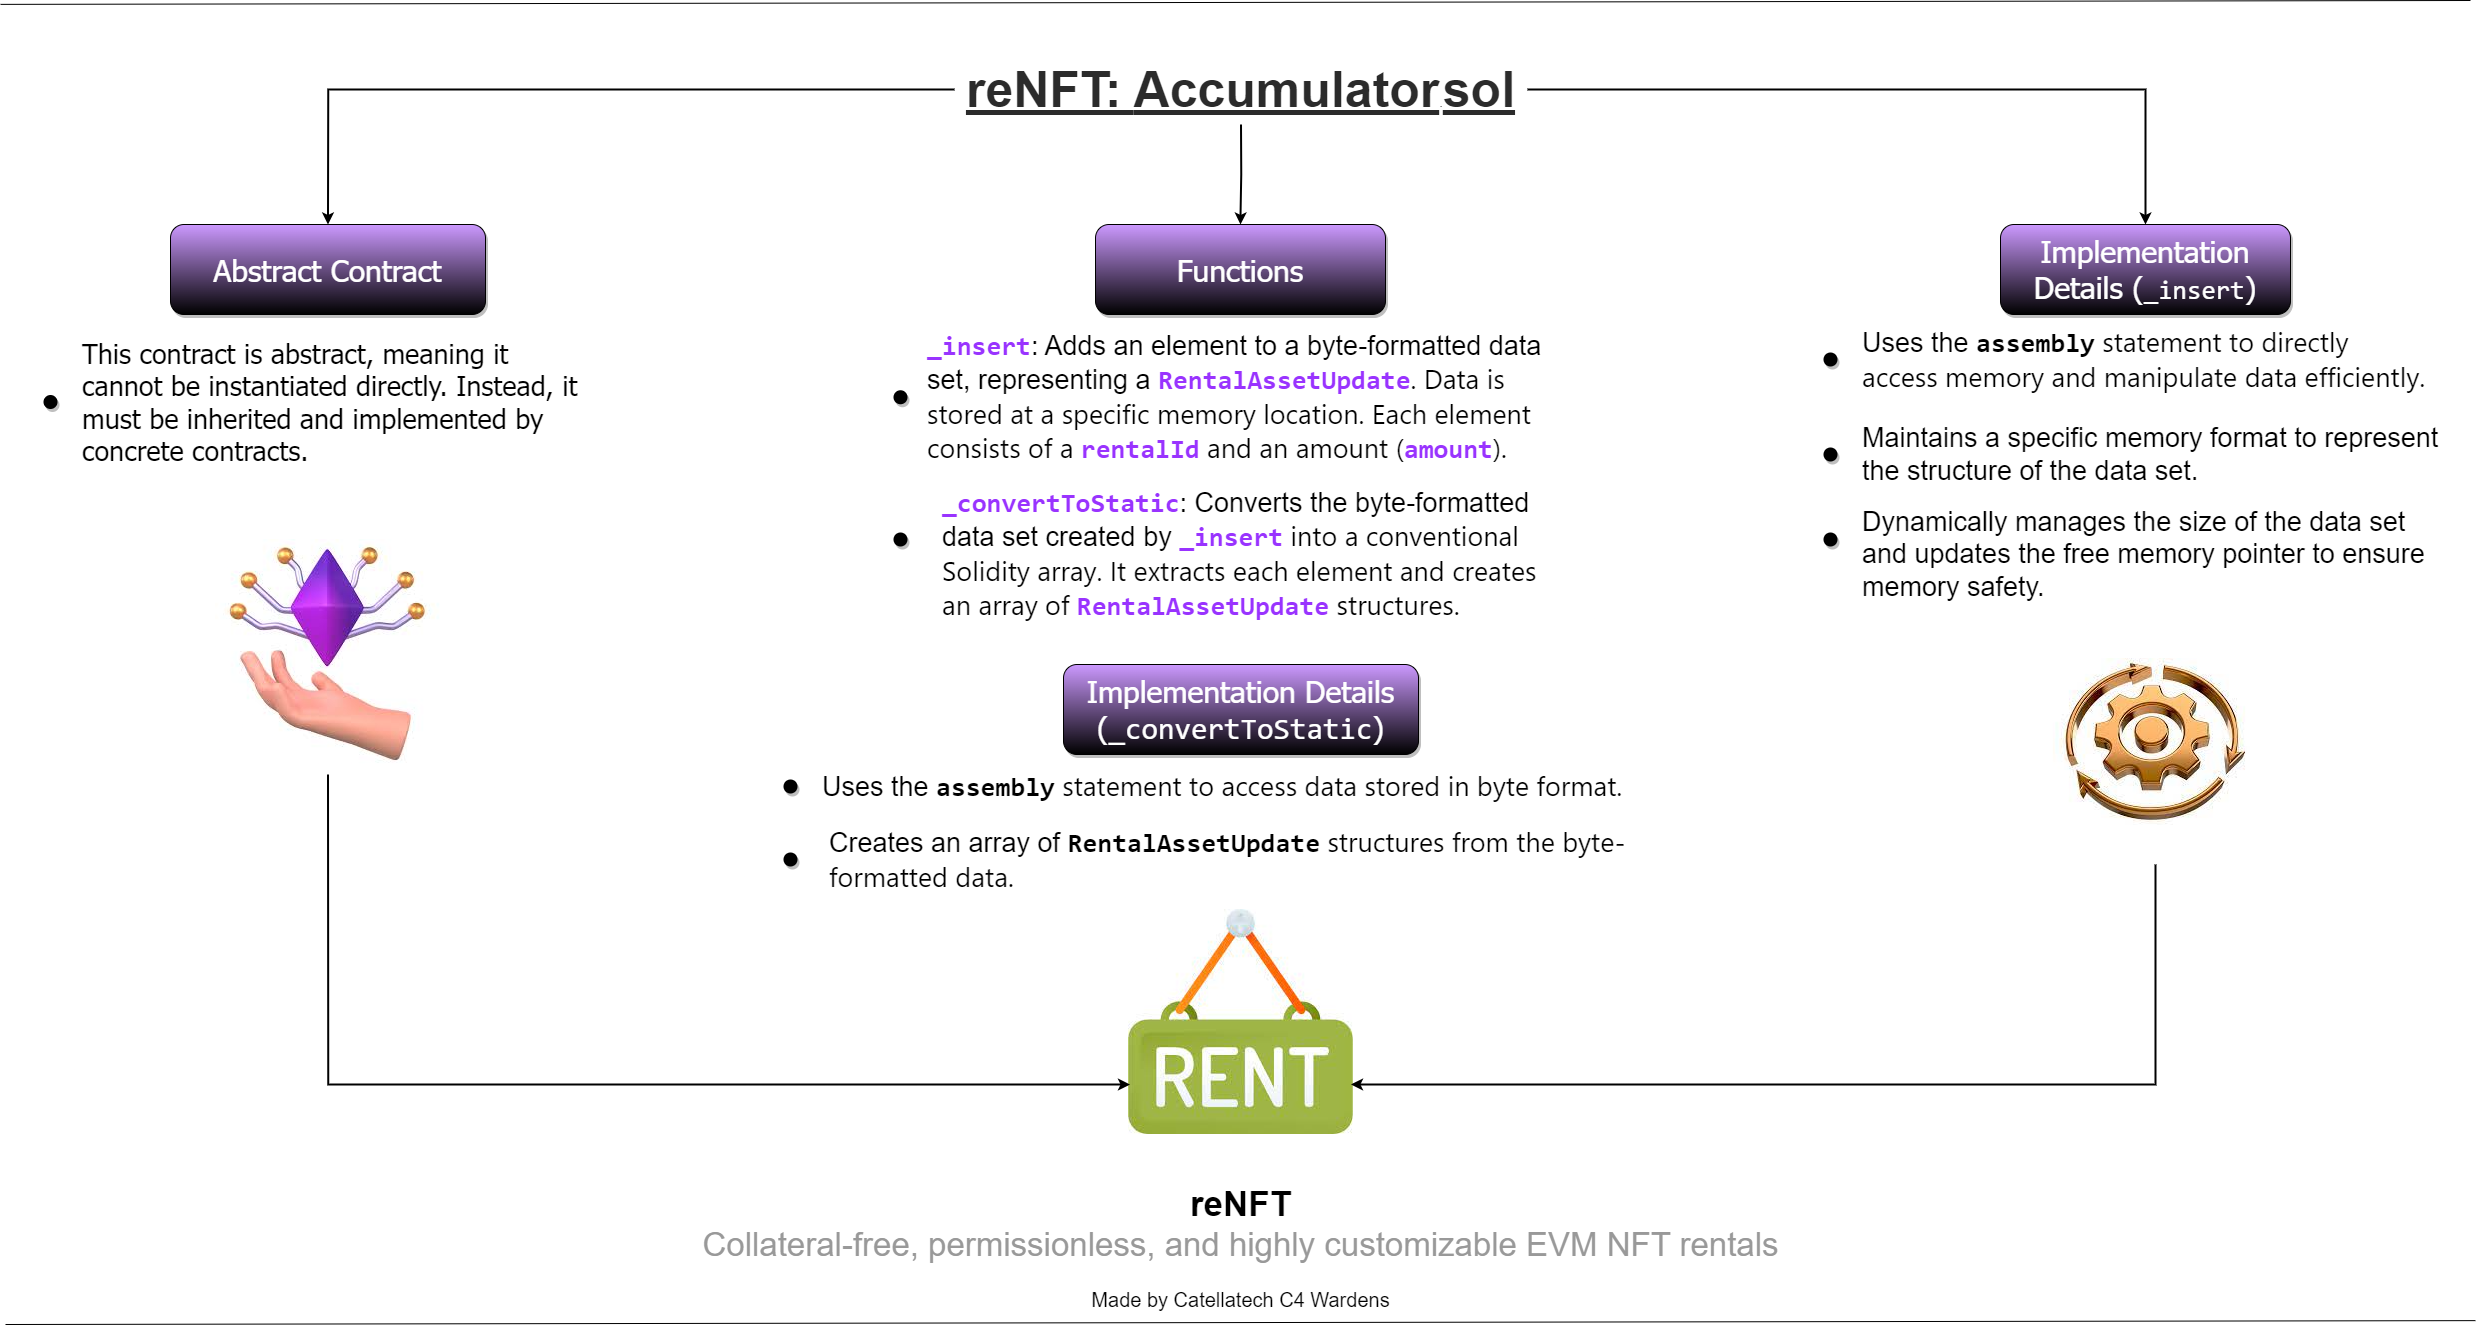 reNFT: Accumulator.sol
Abstract Contract
This contract is abstract, meaning it
cannot be instantiated directly. Instead, it
must be inherited and implemented by
concrete contracts.
Functions
_insert: Adds an element to a byte-formatted data
set, representing a RentalAssetUpdate. Data is
stored at a specific memory location. Each element
consists of a rentalId and an amount (amount).
_convertToStatic: Converts the byte-formatted
data set created by _insert into a conventional
Solidity array. It extracts each element and creates
an array of RentalAssetUpdate structures.
Implementation Details
(_convertToStatic)
Uses the assembly statement to access data stored in byte format.
Creates an array of RentalAssetUpdate structures from the byte-
formatted data.
Implementation
Details (_insert)
Uses the assembly statement to directly
access memory and manipulate data efficiently.
Maintains a specific memory format to represent
the structure of the data set.
Dynamically manages the size of the data set
and updates the free memory pointer to ensure
memory safety.
RENT
reNFT
Collateral-free, permissionless, and highly customizable EVM NFT rentals
Made by Catellatech C4 Wardens